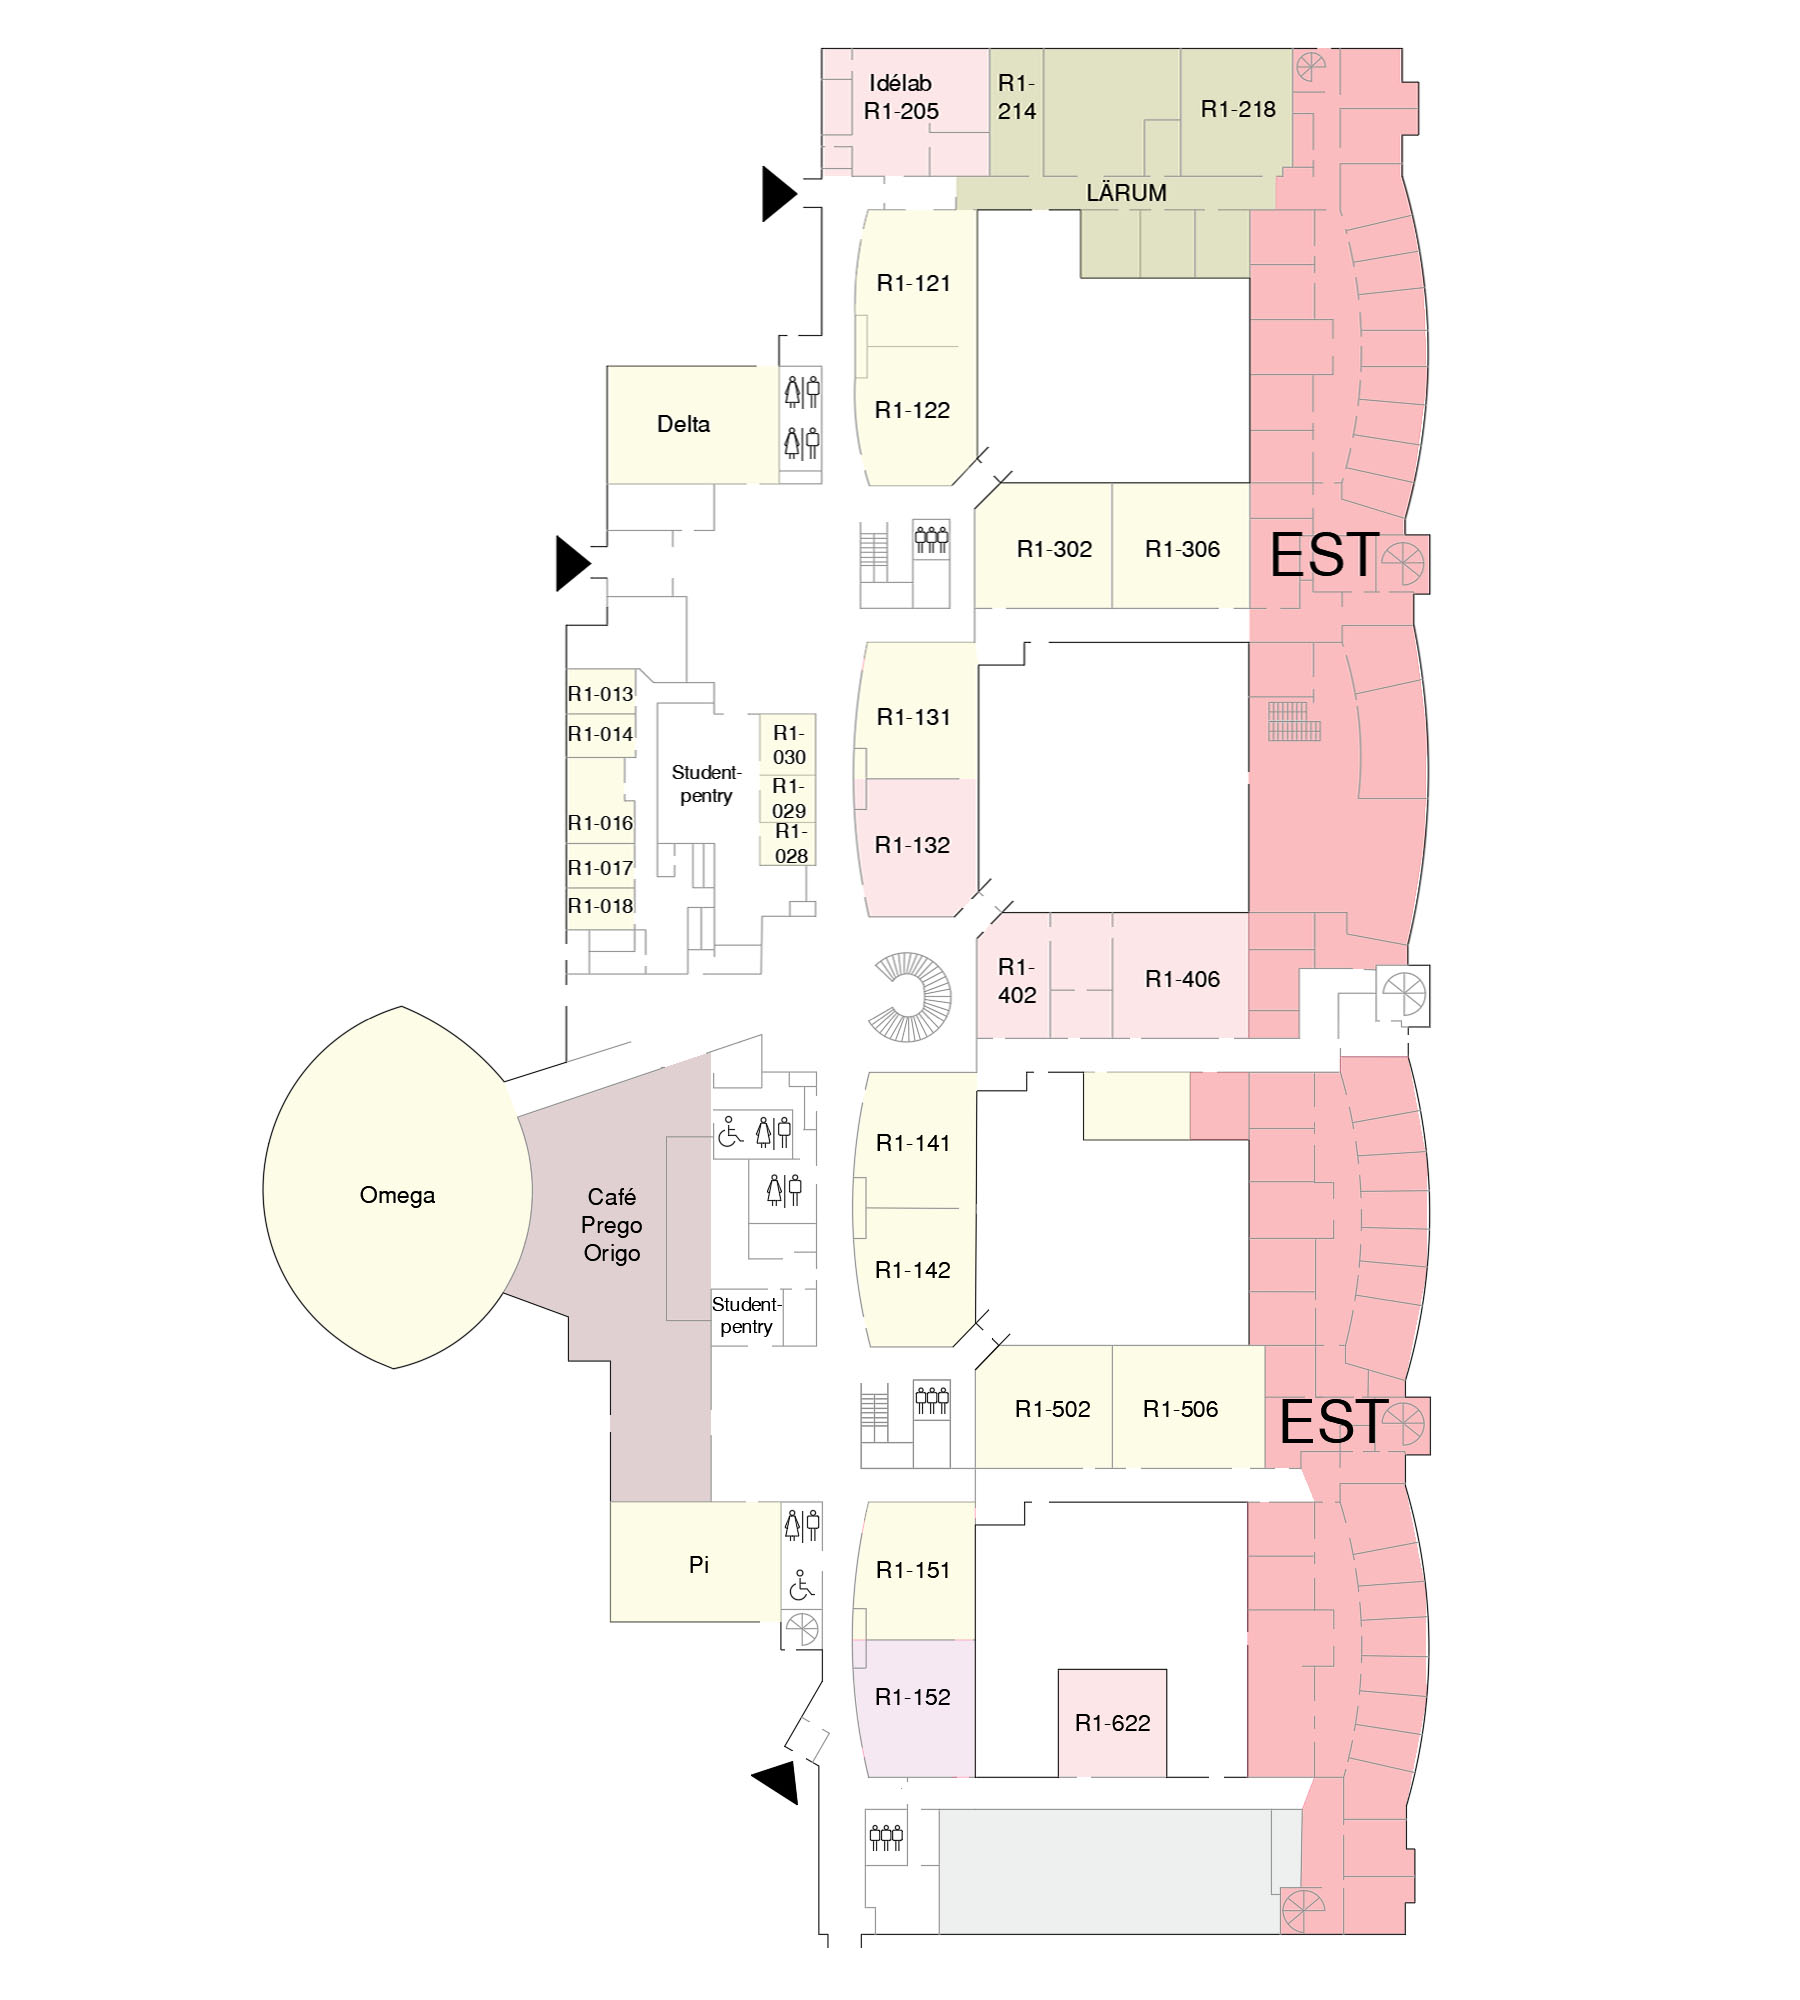 Idélab
R1-205
R1-
214
R1-218
LÄRUM
R1-121
R1-122
Delta
R1-302
R1-306
EST
R1-013
R1-014
R1-016
R1-017
R1-018
Student-
pentry
R1-
030
R1-
029
R1-
028
R1-131
R1-132
R1-
402
R1-406
Omega
Café
Prego
Origo
Student-
pentry
R1-141
R1-142
R1-502
R1-506
EST
Pi
R1-151
R1-152
R1-622